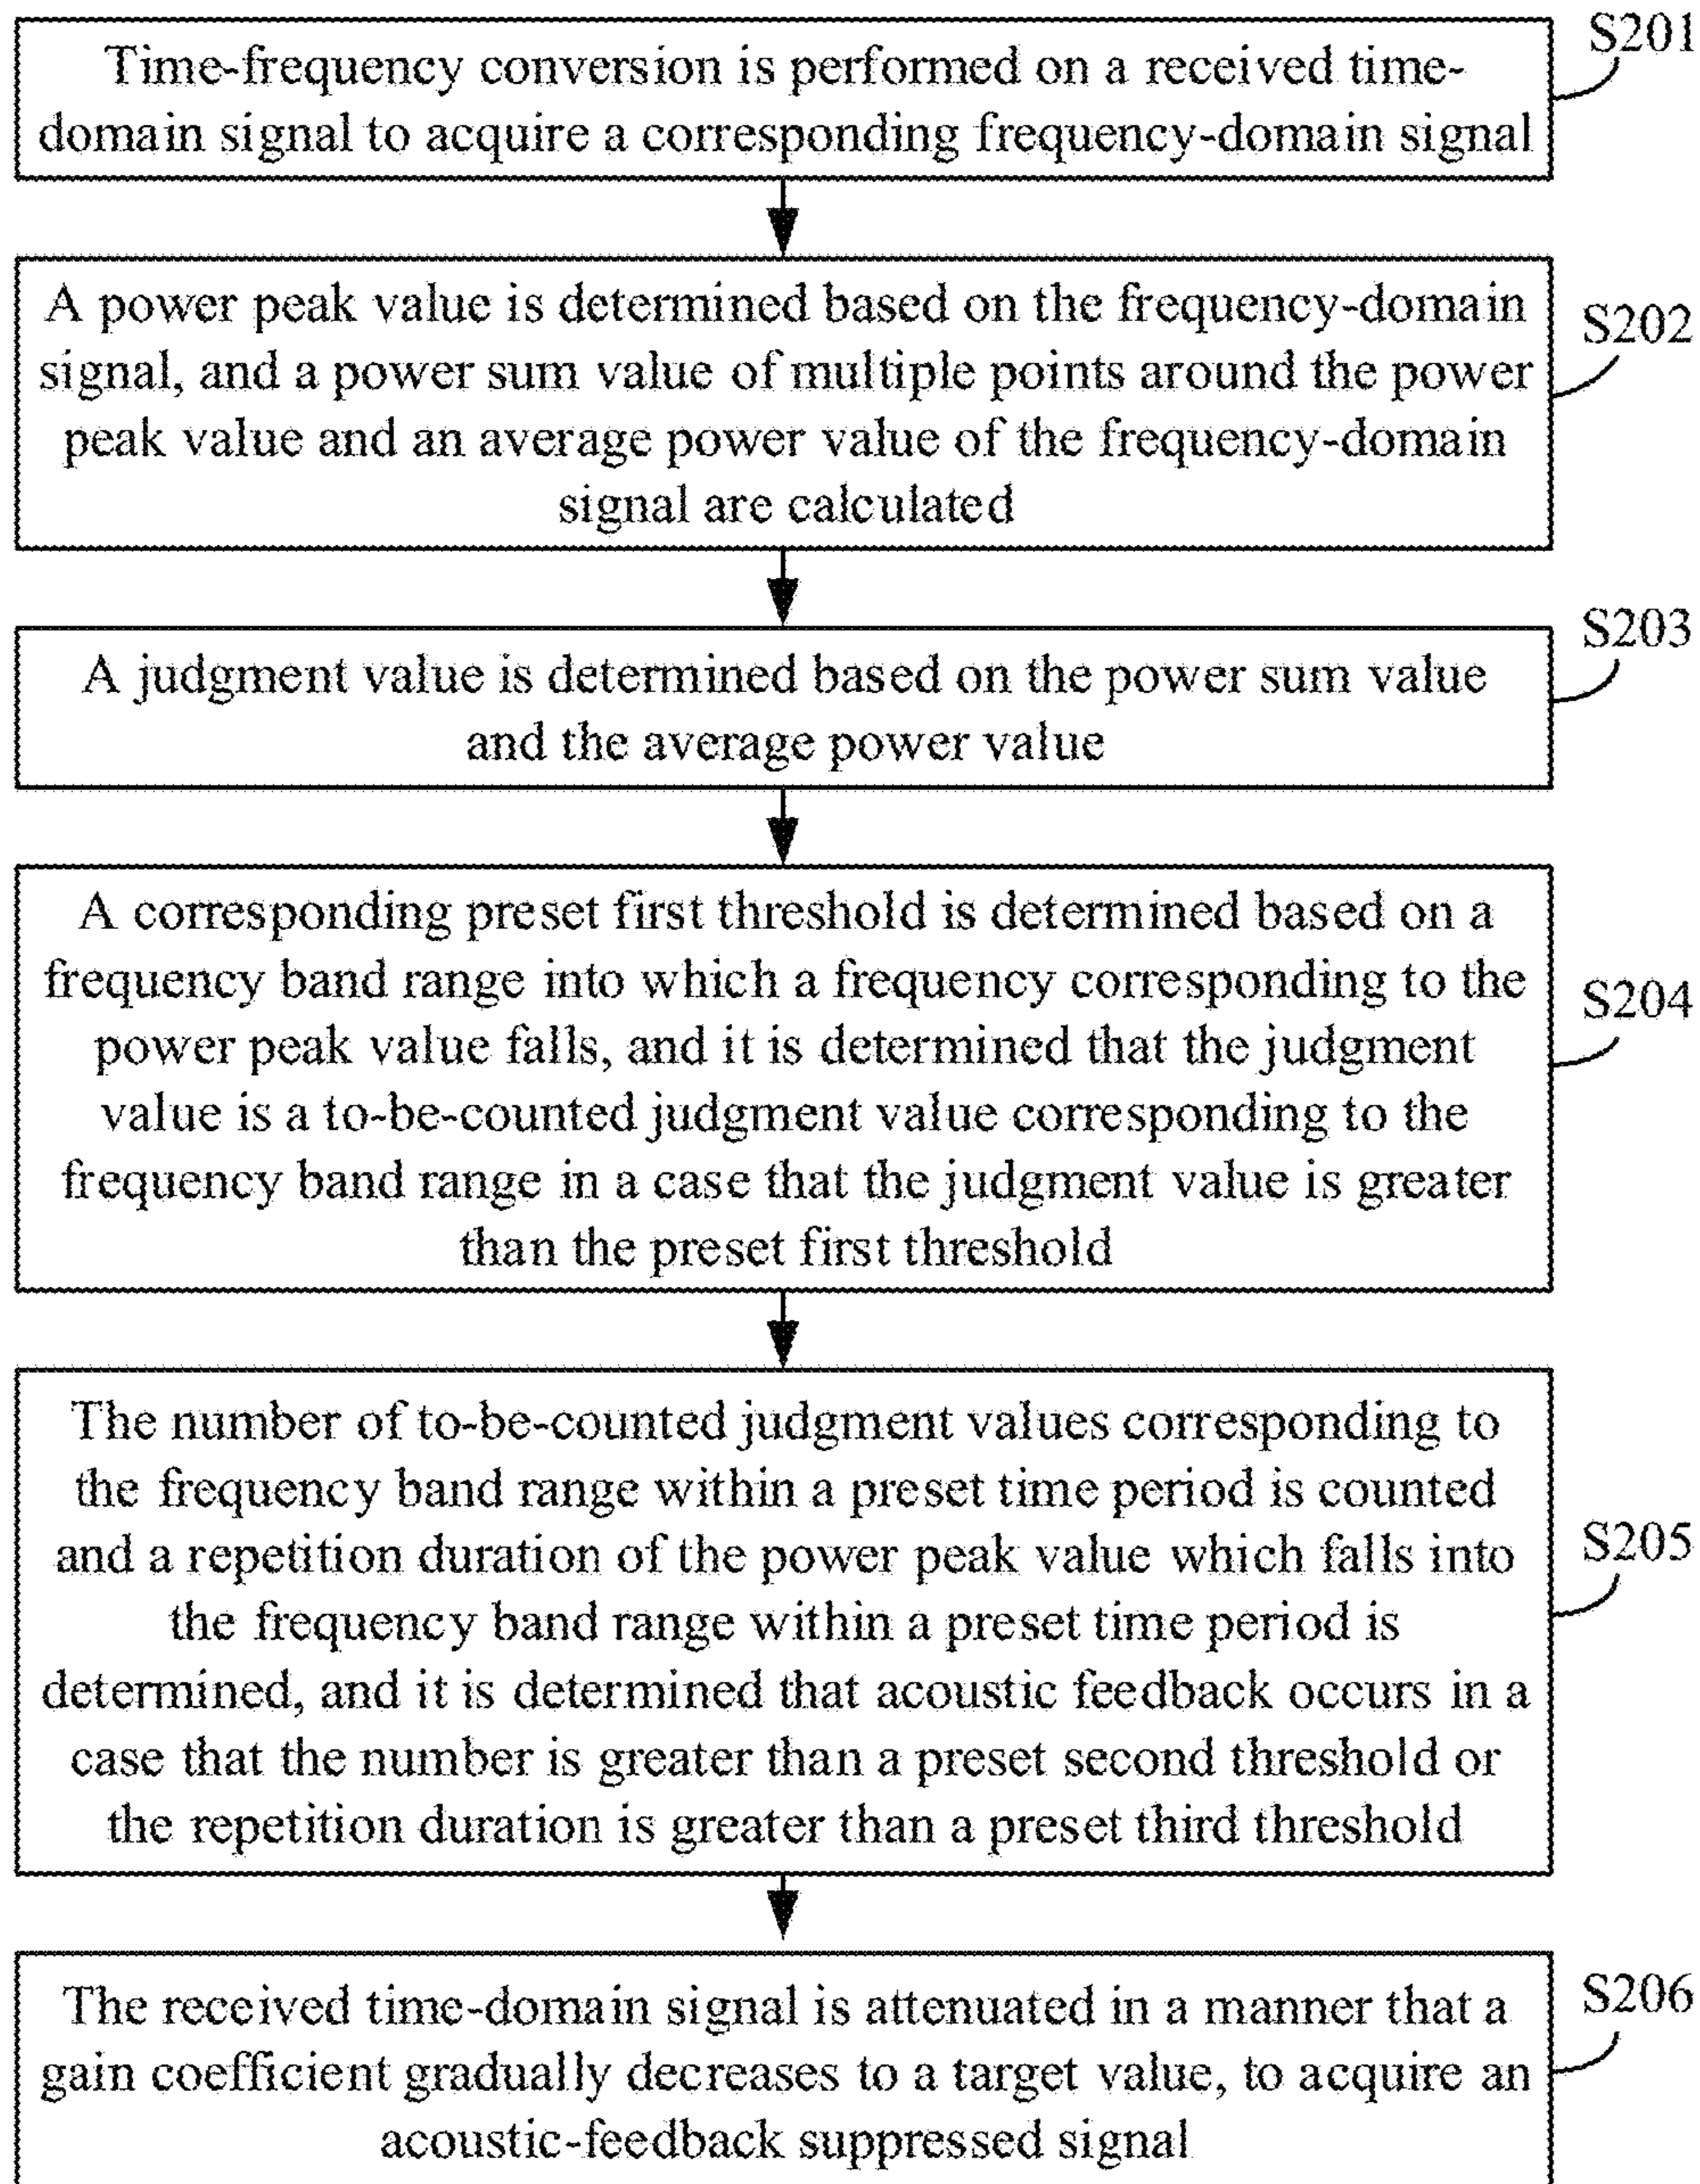 S201
Time-frequency conversion is performed on a received time-
domain signal to acquire a corresponding frequency-domain signal
A power peak value is determined based on the frequency-domain
signal, and a power sum value of multiple points around the power
peak value and an average power value of the frequency-domain
signal are calculated
S202
A judgment value is determined based on the power sum value
and the average power value
S203
A corresponding preset first threshold is determined based on a
frequency band range into which a frequency corresponding to the
power peak value falls, and it is determined that the judgment
value is a to-be-counted judgment value corresponding to the
frequency band range in a case that the judgment value is greater
than the preset first threshold
S204
The number of to-be-counted judgment values corresponding to
the frequency band range within a preset time period is counted
and a repetition duration of the power peak value which falls into
the frequency band range within a preset time period is
determined, and it is determined that acoustic feedback occurs in a
case that the number is greater than a preset second threshold or
the repetition duration is greater than a preset third threshold
S205
The received time-domain signal is attenuated in a manner that a
gain coefficient gradually decreases to a target value, to acquire an
acoustic-feedback suppressed signal
S206